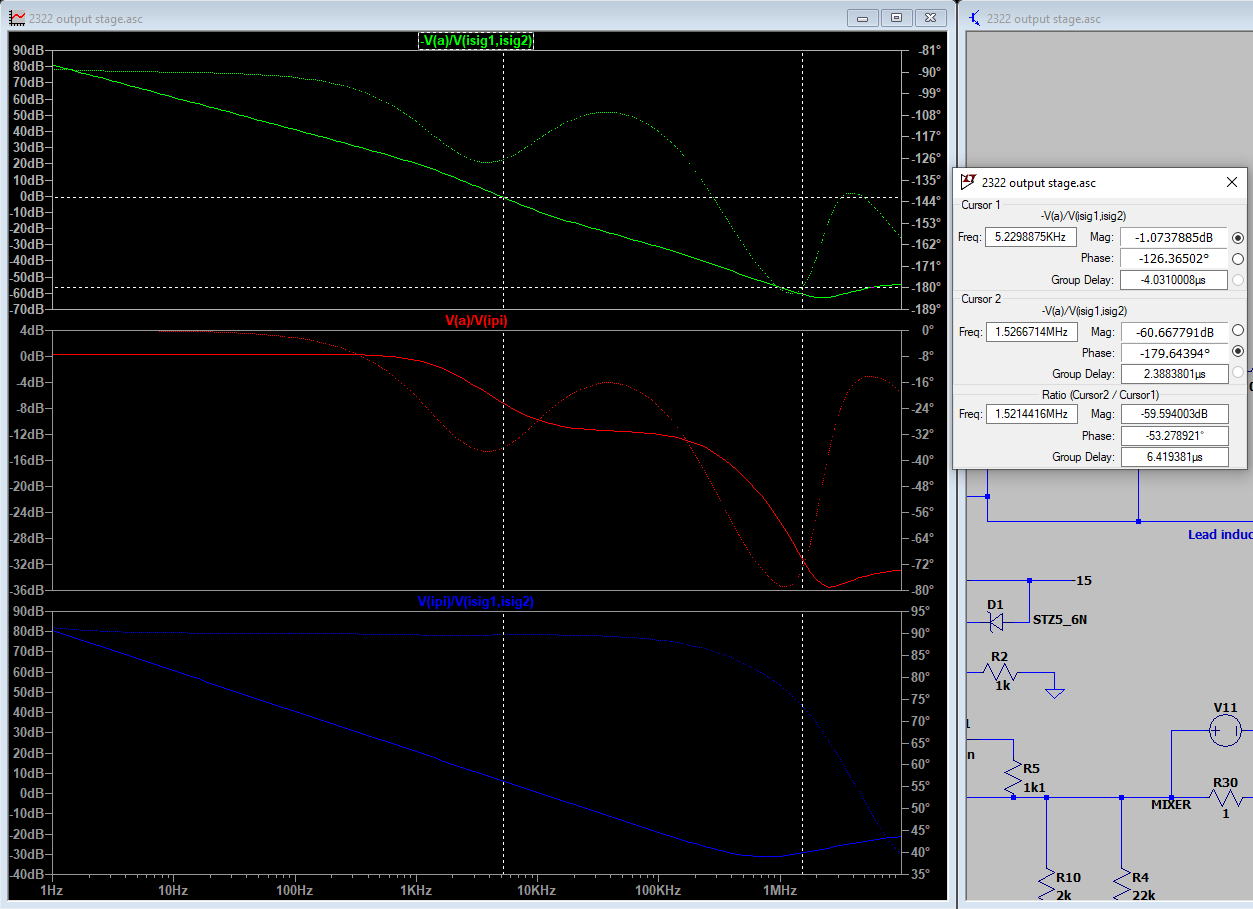 2322 output stage.asc
-V(a)/V(isig1,isig2)
90dB
80dB
70dB
60dB
50dB
40dB
30dB
20dB
10dB
0dB
-10dB
-20dB
-30dB
-40dB
-50dB
-60dB
-70dB
-81°
-90°
-99°
-108°
-117°
-126°
-135°
-144°
-153°
-162°
-171°
-180°
-189°
V(a)/V(ipi)
4dB
0dB
-4dB
-8dB
-12dB
-16dB
-20dB
-24dB
-28dB
-32dB
-36dB
0°
-8°
-16°
-24°
-32°
-40°
-48°
-56°
-64°
-72°
-80°
V(ipi)/V(isig1,isig2)
90dB
80dB
70dB
60dB
50dB
40dB
30dB
20dB
10dB
0dB
-10dB
-20dB
-30dB
-40dB
95°
90°
85°
80°
75°
70°
65°
60°
55°
50°
45°
40°
35°
1Hz
10Hz
100Hz
1KHz
10KHz
100KHz
1MHz
2322 output stage.asc
2322 output stage.asc
Cursor 1
-V(a)/V(isig1,isig2)
Freq: 5.2298875KHz Mag: -1.0737885dB
Phase: -126.36502°
Group Delay: -4.0310008µs
Cursor 2
-V(a)/V(isig1,isig2)
Freq: 1.5266714MHz Mag: -60.667791dB
Phase: -179.64394°
Group Delay: 2.3883801µs
Ratio (Cursor2 / Cursor1)
Freq: 1.5214416MHz Mag: -59.594003dB
Phase: -53.278921°
Group Delay: 6.419381µs
Lead induc
-15
D1
STZ5_6N
R2
1k
V11
n
R5
1k1
MIXER
R30
1
R10
2k
R4
22k